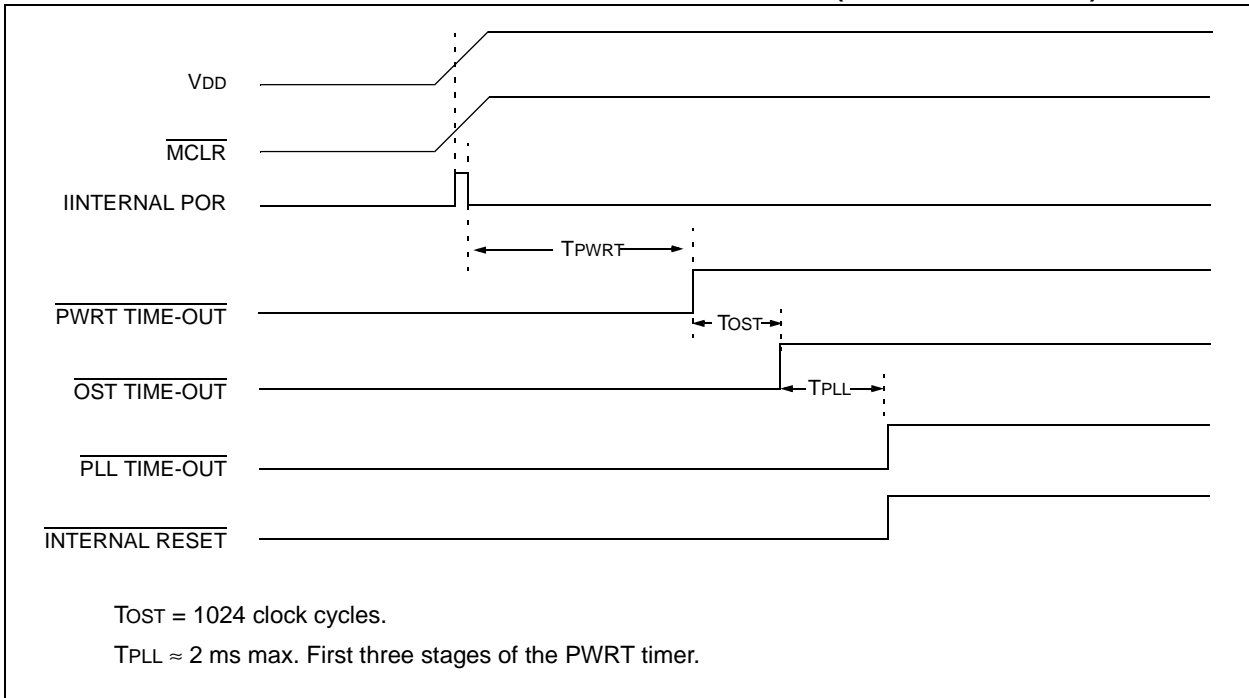 VDD
MCLR
IINTERNAL POR
TPWRT
PWRT TIME-OUT
TOST
OST TIME-OUT
TPLL
PLL TIME-OUT
INTERNAL RESET
TOST = 1024 clock cycles.
TPLL ≈ 2 ms max. First three stages of the PWRT timer.